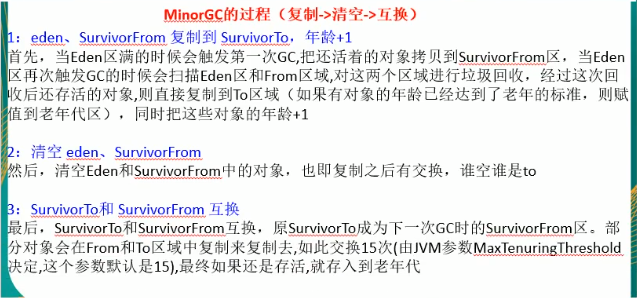 MinorGC的过程（复制->清空->互换）
1：eden、SurvivorFrom 复制到 SurvivorTo，年龄+1
首先，当Eden区满的时候会触发第一次GC,把还活着的对象拷贝到SurvivorFrom区，当Eden
区再次触发GC的时候会扫描Eden区和From区域,对这两个区域进行垃圾回收，经过这次回
收后还存活的对象,则直接复制到To区域（如果有对象的年龄已经达到了老年的标准，则赋
值到老年代区），同时把这些对象的年龄+1
2：清空 eden、SurvivorFrom
然后，清空Eden和SurvivorFrom中的对象，也即复制之后有交换，谁空谁是to
3：SurvivorTo和 SurvivorFrom 互换
最后，SurvivorTo和SurvivorFrom互换，原SurvivorTo成为下一次GC时的SurvivorFrom区。部
分对象会在From和To区域中复制来复制去,如此交换15次(由JVM参数MaxTenuringThreshold
决定,这个参数默认是15),最终如果还是存活,就存入到老年代